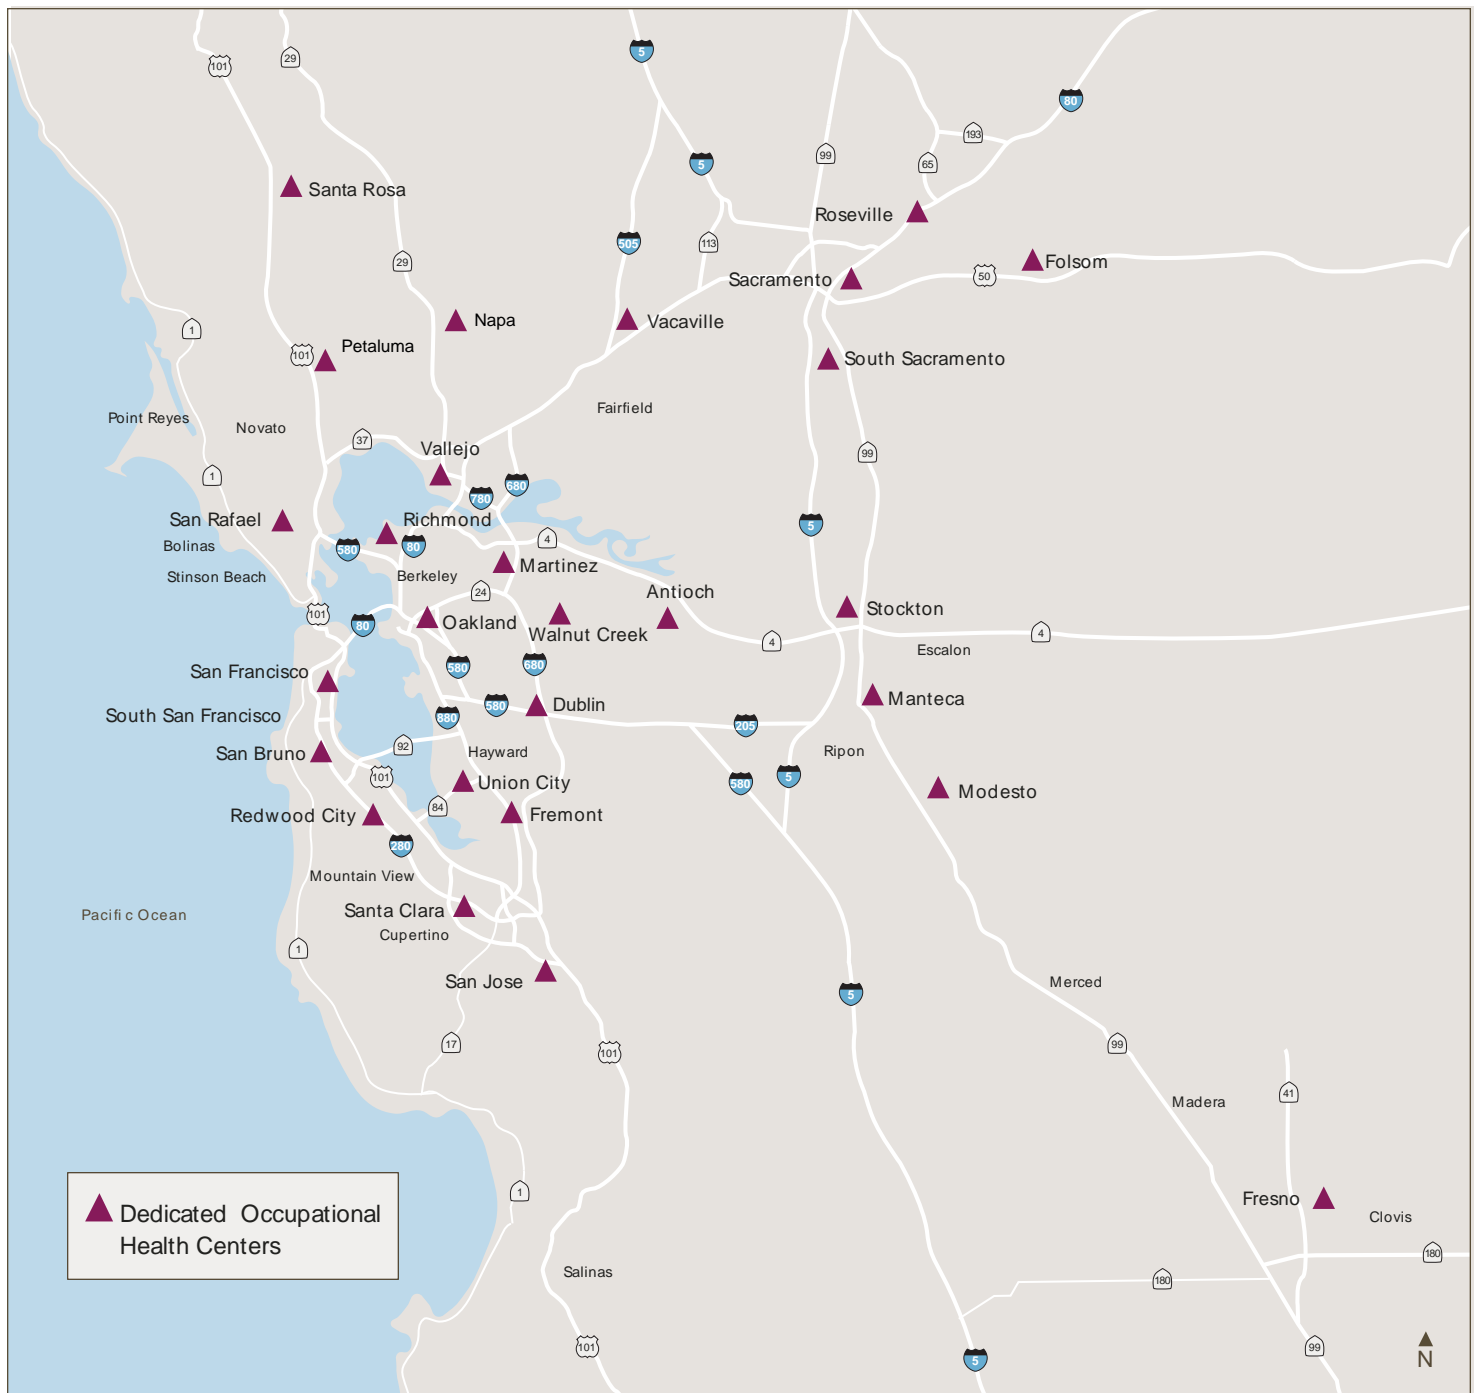 5
29
101
80
193
99
5
65
Santa Rosa
Roseville
505
113
29
Folsom
50
Sacramento
Napa
Vacaville
1
Petaluma
101
South Sacramento
Fairfield
Point Reyes
Novato
37
Vallejo
99
1
680
780
San Rafael
Richmond
5
Bolinas
580
80
4
Martinez
Stinson Beach
Berkeley
24
Antioch
101
80
Oakland
Walnut Creek
Stockton
4
4
Escalon
San Francisco
580
680
Manteca
South San Francisco
880
580
Dublin
205
San Bruno
92
Hayward
Ripon
101
Union City
580
5
Modesto
84
Redwood City
Fremont
280
Mountain View
Pacific Ocean
Santa Clara
Cupertino
1
San Jose
Merced
5
17
101
99
Madera
41
1
Fresno
Clovis
Dedicated Occupational
Health Centers
180
Salinas
180
101
99
5
N